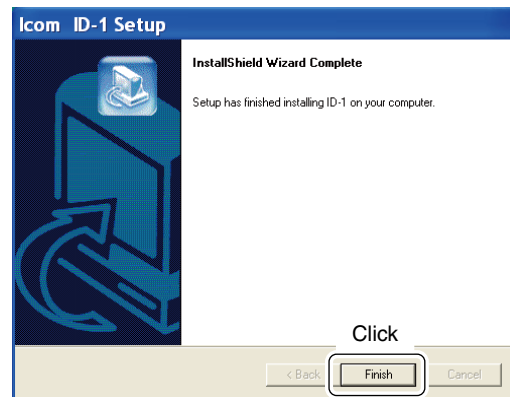 Icom ID-1 Setup
InstallShield Wizard Complete
Setup has finished installing ID-1 on your computer.
Click
< Back
Finish
Cancel